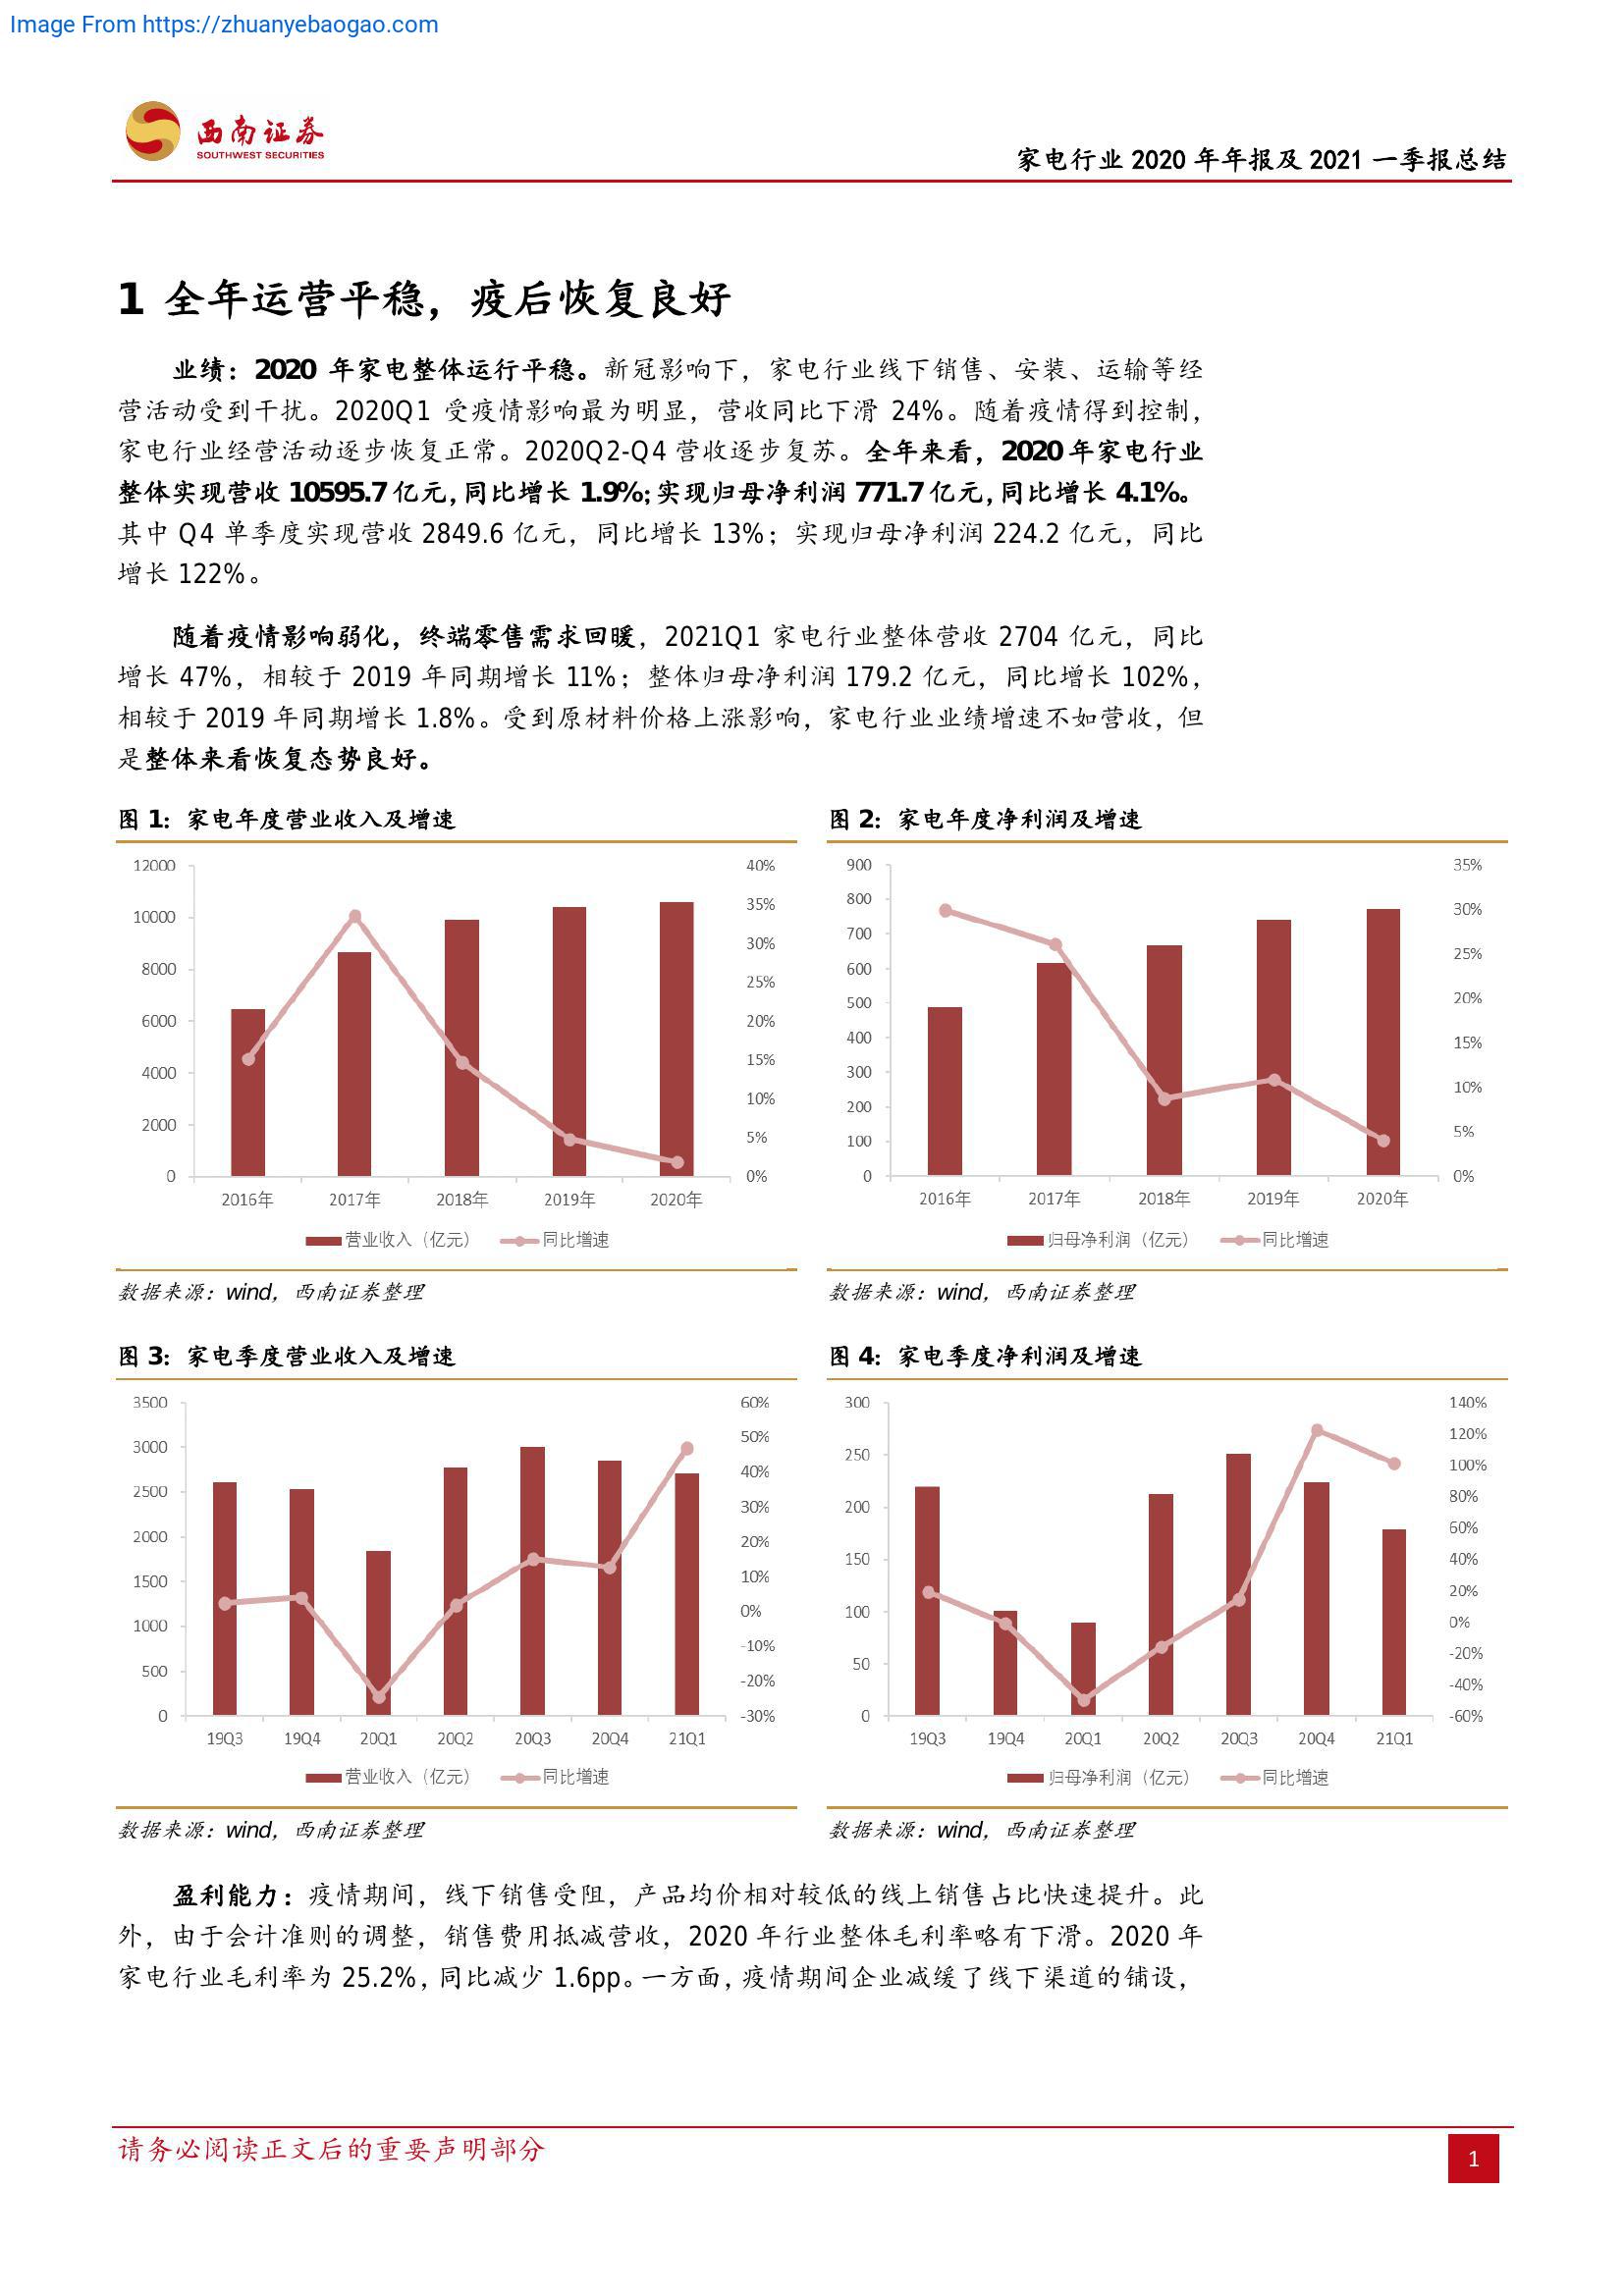 Image From https://zhuanyebaogao.com
西南证券
SOUTHWEST SECURITIES
家电行业 2020 年年报及 2021 一季报总结
1 全年运营平稳，疫后恢复良好
业绩：2020 年家电整体运行平稳。新冠影响下，家电行业线下销售、安装、运输等经
营活动受到干扰。2020Q1 受疫情影响最为明显，营收同比下滑 24%。随着疫情得到控制，
家电行业经营活动逐步恢复正常。2020Q2-Q4 营收逐步复苏。全年来看，2020 年家电行业
整体实现营收 10595.7 亿元，同比增长 1.9%；实现归母净利润 771.7 亿元，同比增长 4.1%。
其中 Q4 单季度实现营收 2849.6 亿元，同比增长 13%；实现归母净利润 224.2 亿元，同比
增长 122%。
随着疫情影响弱化，终端零售需求回暖，2021Q1 家电行业整体营收 2704 亿元，同比
增长 47%，相较于 2019 年同期增长 11%；整体归母净利润 179.2 亿元，同比增长 102%，
相较于 2019 年同期增长 1.8%。受到原材料价格上涨影响，家电行业业绩增速不如营收，但
是整体来看恢复态势良好。
图 1：家电年度营业收入及增速
12000
10000
8000
6000
4000
2000
0
40%
35%
30%
25%
20%
15%
10%
5%
0%
2016年 2017年 2018年 2019年 2020年
营业收入（亿元） 同比增速
数据来源：wind，西南证券整理
图 2：家电年度净利润及增速
900
800
700
600
500
400
300
200
100
0
35%
30%
25%
20%
15%
10%
5%
0%
2016年 2017年 2018年 2019年 2020年
归母净利润（亿元） 同比增速
数据来源：wind，西南证券整理
图 3：家电季度营业收入及增速
3500
3000
2500
2000
1500
1000
500
0
60%
50%
40%
30%
20%
10%
0%
-10%
-20%
-30%
19Q3 19Q4 20Q1 20Q2 20Q3 20Q4 21Q1
营业收入（亿元） 同比增速
数据来源：wind，西南证券整理
图 4：家电季度净利润及增速
300
250
200
150
100
50
0
140%
120%
100%
80%
60%
40%
20%
0%
-20%
-40%
-60%
19Q3 19Q4 20Q1 20Q2 20Q3 20Q4 21Q1
归母净利润（亿元） 同比增速
数据来源：wind，西南证券整理
盈利能力：疫情期间，线下销售受阻，产品均价相对较低的线上销售占比快速提升。此
外，由于会计准则的调整，销售费用抵减营收，2020 年行业整体毛利率略有下滑。2020 年
家电行业毛利率为 25.2%，同比减少 1.6pp。一方面，疫情期间企业减缓了线下渠道的铺设，
请务必阅读正文后的重要声明部分
1